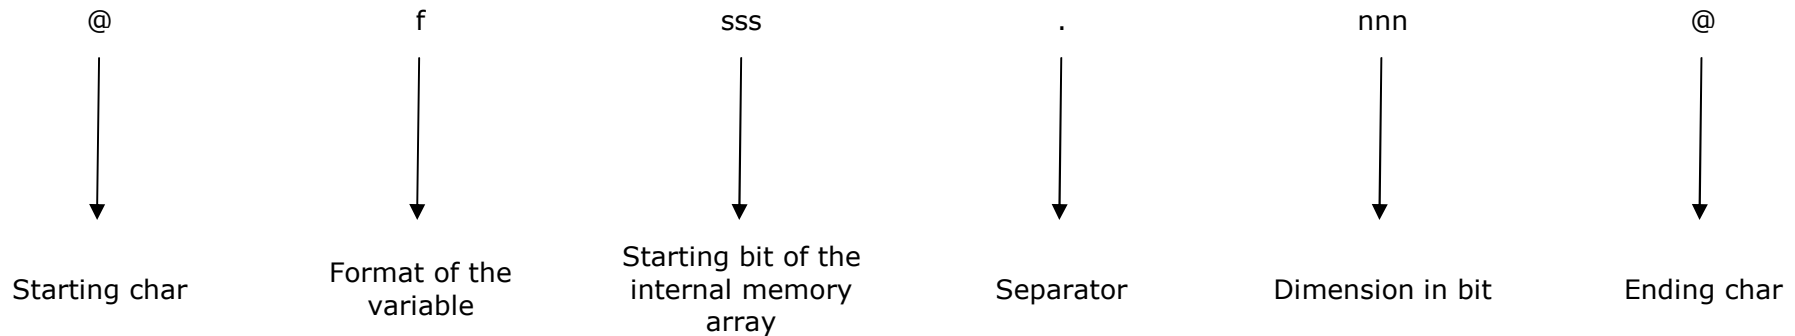 @ f sss . nnn @
Starting char
Format of the
variable
Starting bit of the
internal memory
array
Separator
Dimension in bit
Ending char